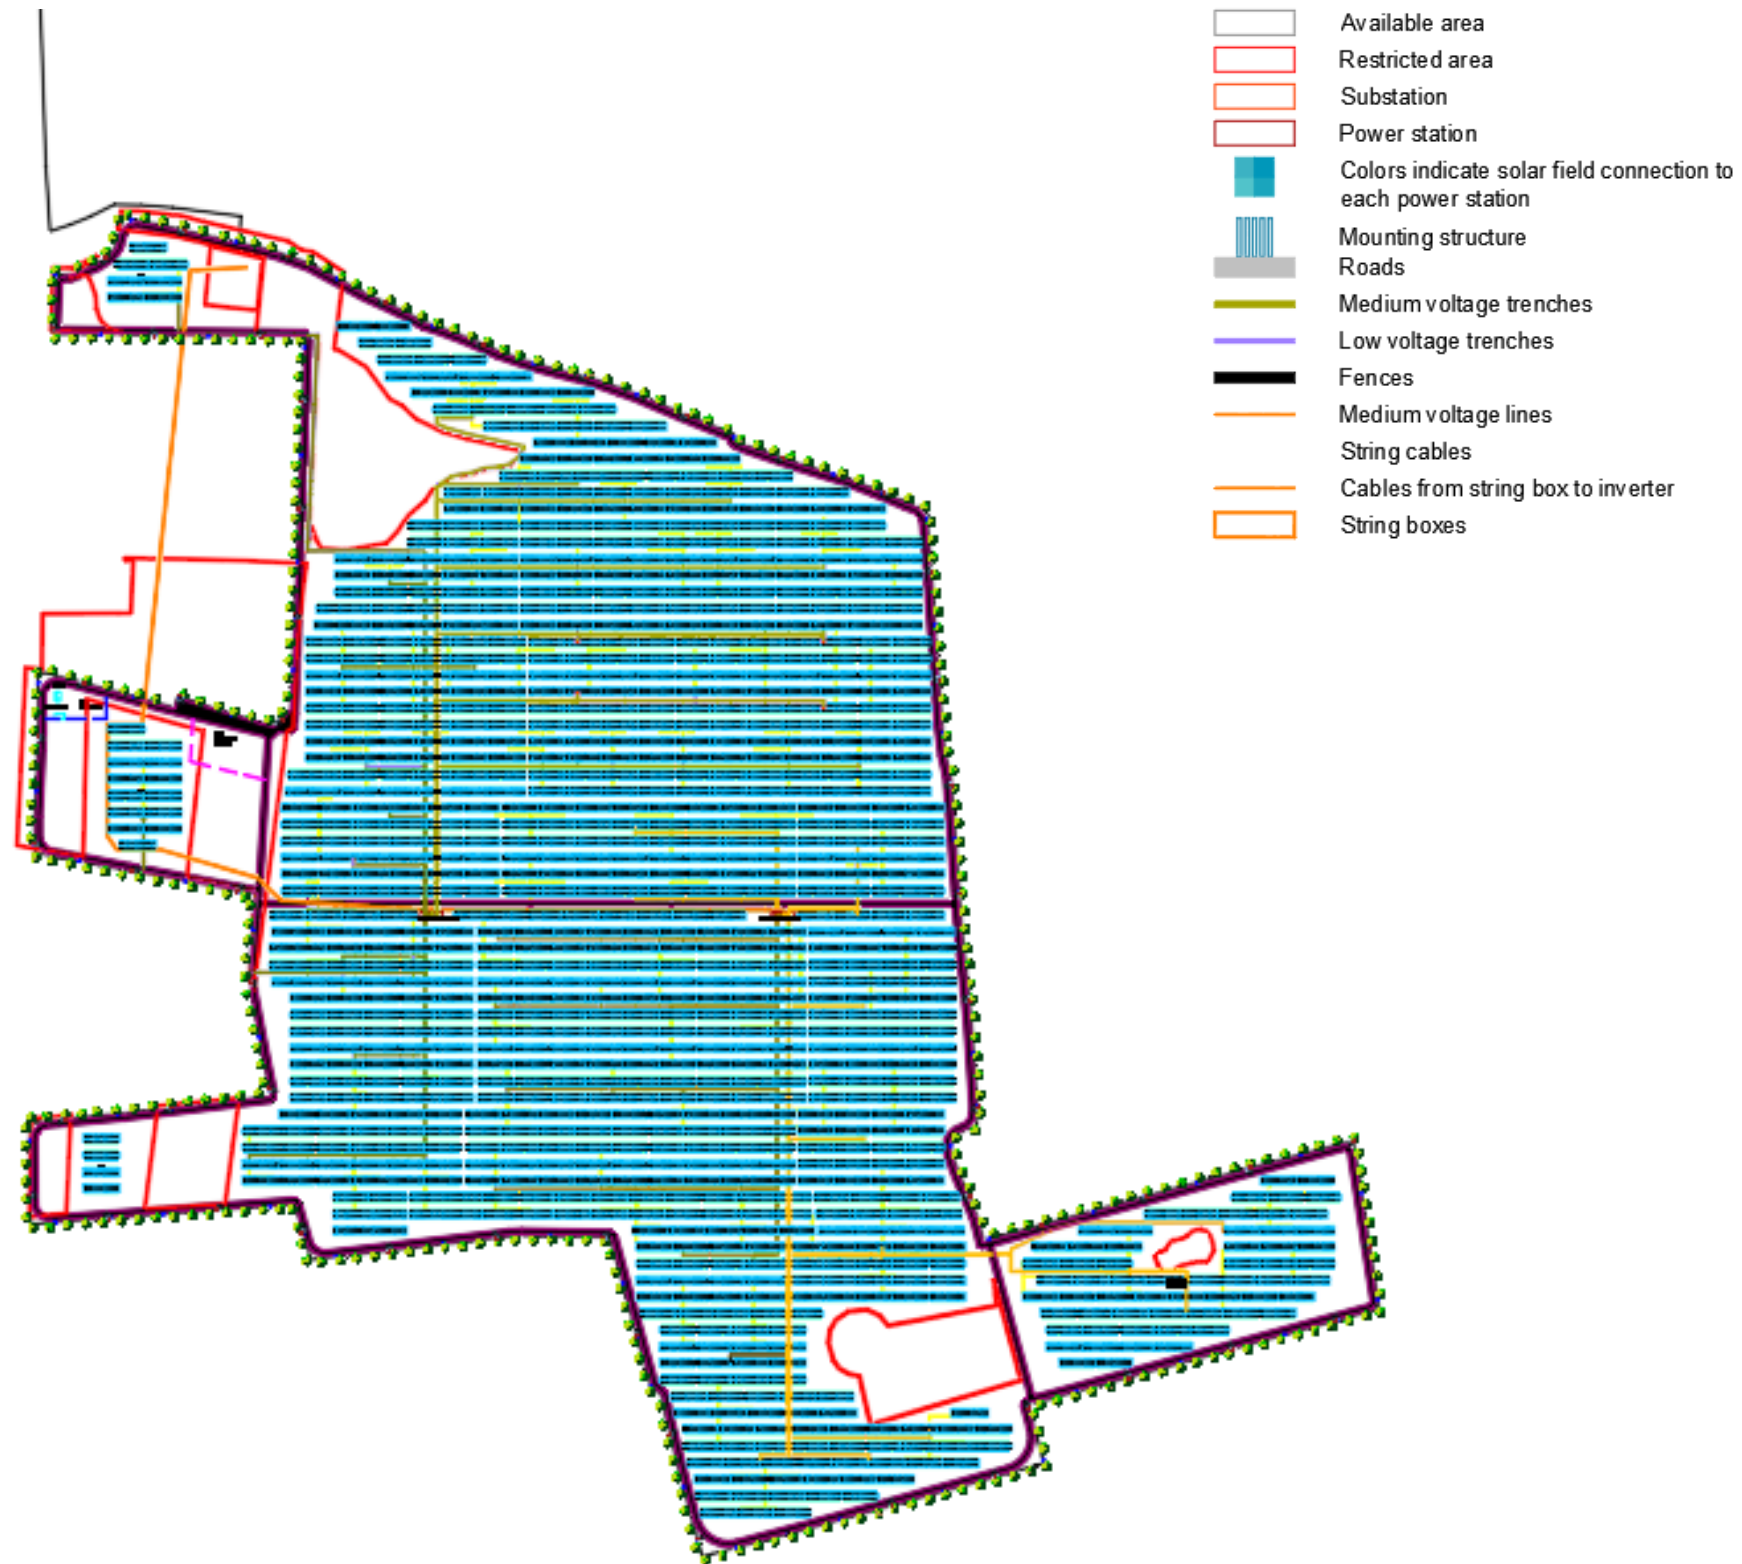 Available area
Restricted area
Substation
Power station
Colors indicate solar field connection to
each power station
Mounting structure
Roads
Medium voltage trenches
Low voltage trenches
Fences
Medium voltage lines
String cables
Cables from string box to inverter
String boxes